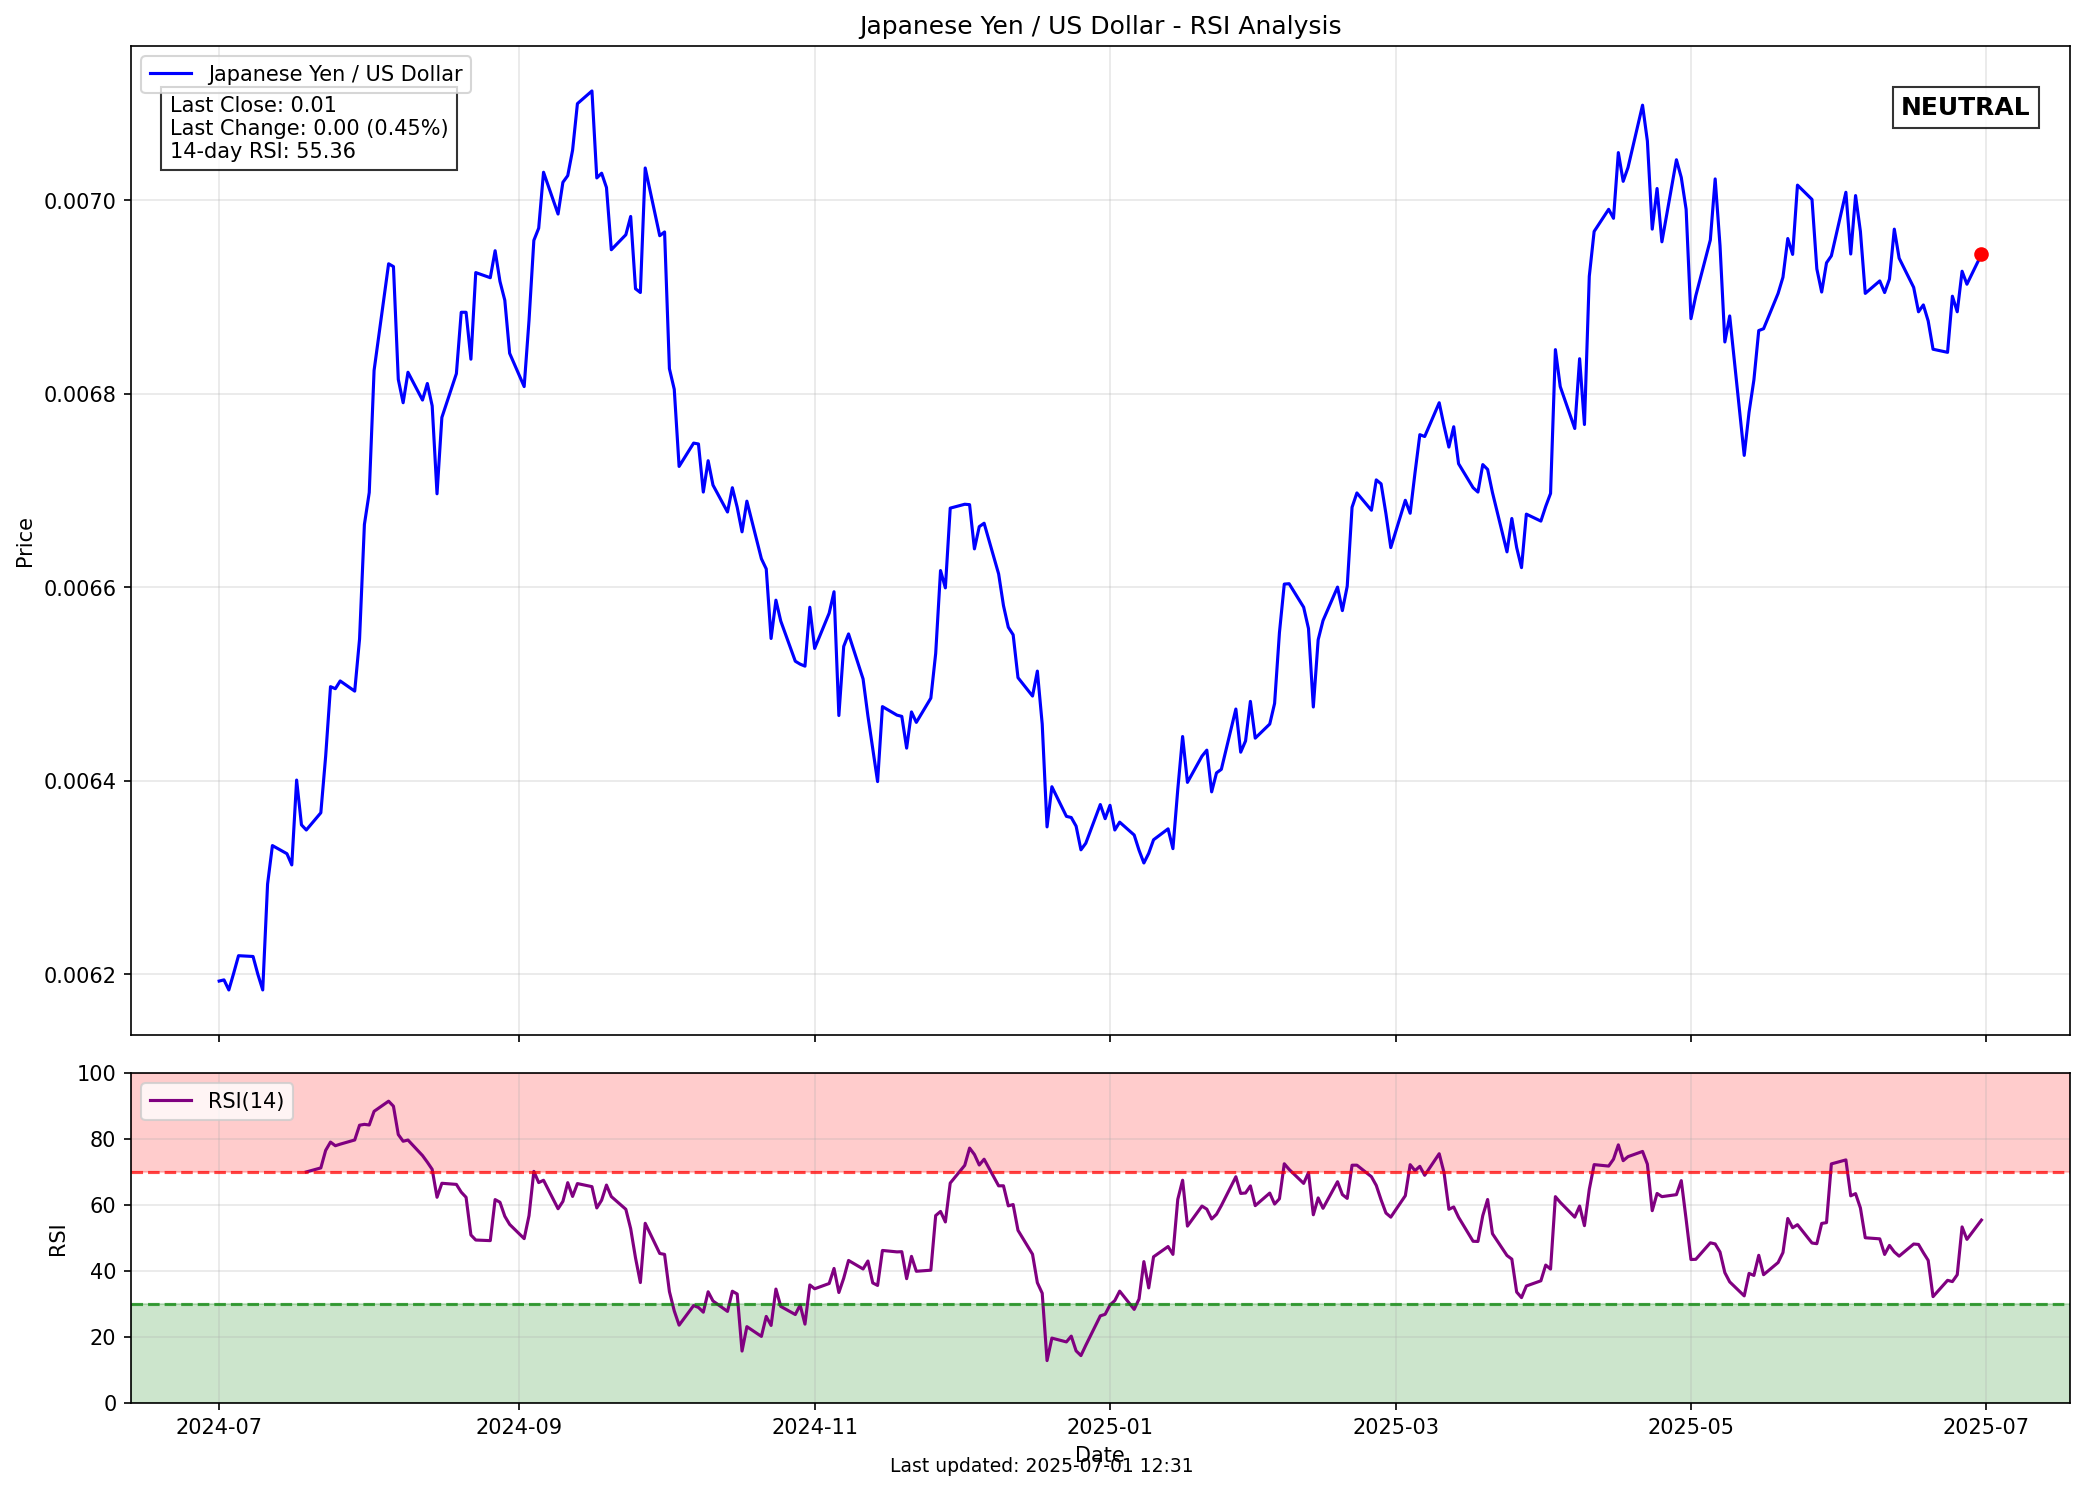 Japanese Yen / US Dollar - RSI Analysis
Japanese Yen / US Dollar
Last Close: 0.01
Last Change: 0.00 (0.45%)
14-day RSI: 55.36
NEUTRAL
Price
0.0070
0.0068
0.0066
0.0064
0.0062
RSI(14)
RSI
100
80
60
40
20
0
2024-07
2024-09
2024-11
2025-01
2025-03
2025-05
2025-07
Date
Last updated: 2025-07-01 12:31